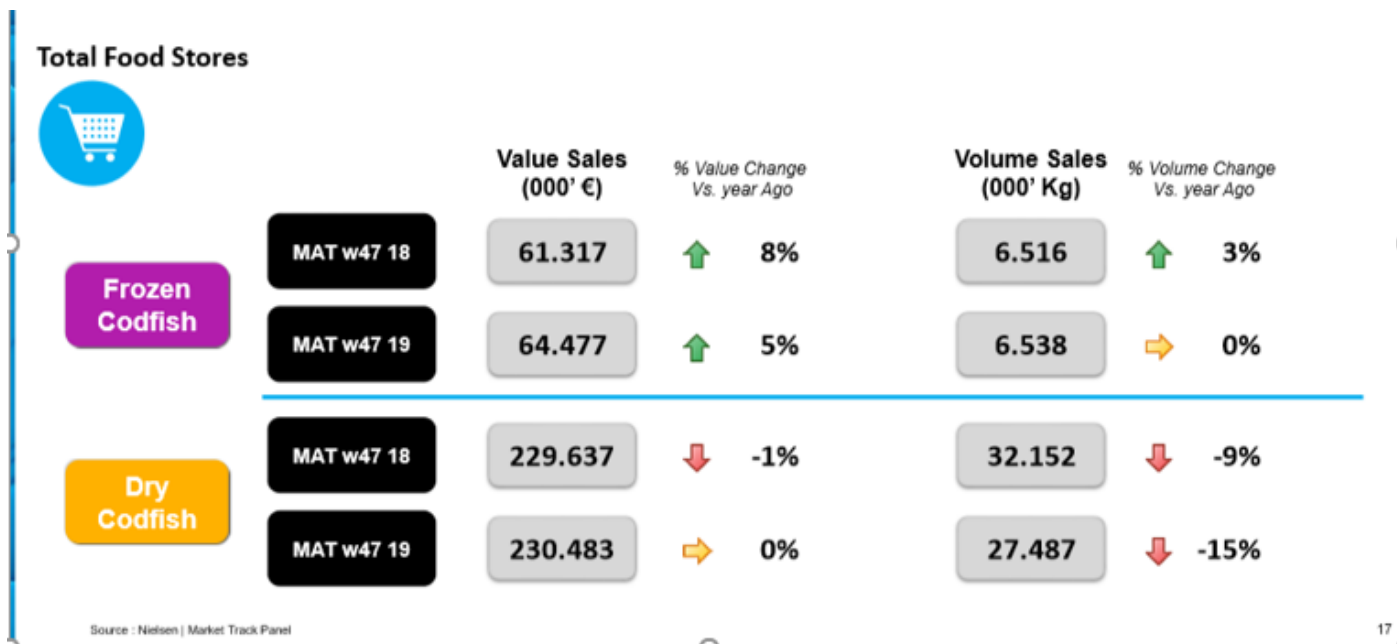 Total Food Stores
Value Sales
(000’ €)
% Value Change
Vs. year Ago
Volume Sales
(000’ Kg)
% Volume Change
Vs. year Ago
Frozen
Codfish
MAT w47 18
61.317
8%
6.516
3%
MAT w47 19
64.477
5%
6.538
0%
Dry
Codfish
MAT w47 18
229.637
-1%
32.152
-9%
MAT w47 19
230.483
0%
27.487
-15%
Source : Nielsen | Market Track Panel
17